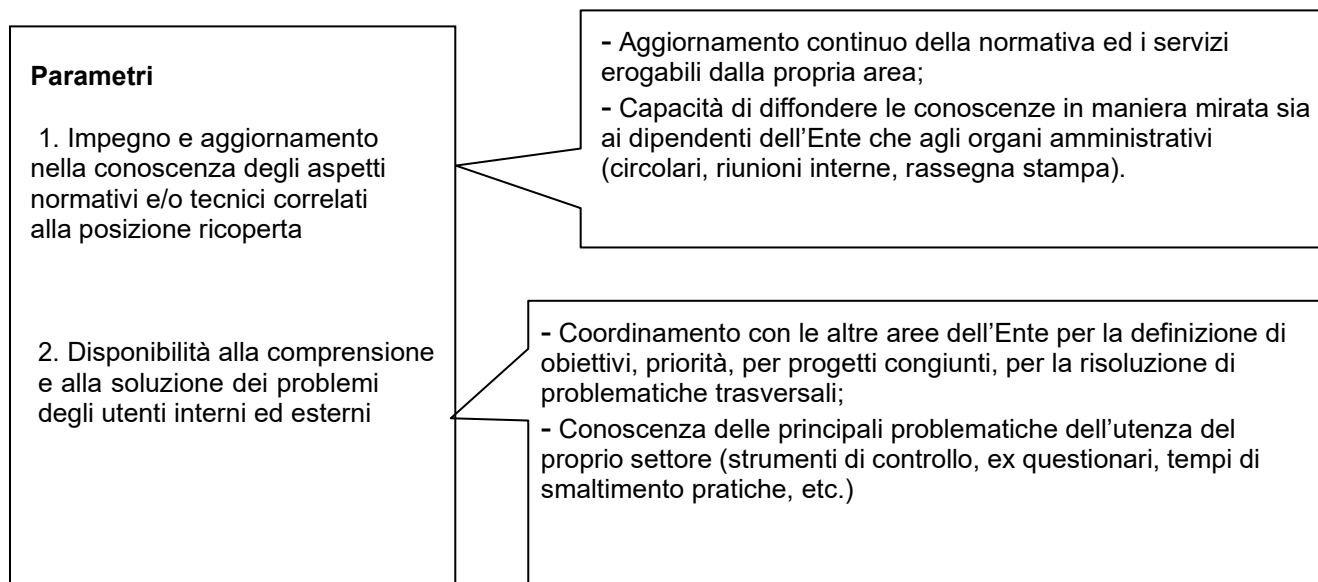 Parametri
1. Impegno e aggiornamento
nella conoscenza degli aspetti
normativi e/o tecnici correlati
alla posizione ricoperta
- Aggiornamento continuo della normativa ed i servizi
erogabili dalla propria area;
- Capacità di diffondere le conoscenze in maniera mirata sia
ai dipendenti dell’Ente che agli organi amministrativi
(circolari, riunioni interne, rassegna stampa).
2. Disponibilità alla comprensione
e alla soluzione dei problemi
degli utenti interni ed esterni
- Coordinamento con le altre aree dell’Ente per la definizione di
obiettivi, priorità, per progetti congiunti, per la risoluzione di
problematiche trasversali;
- Conoscenza delle principali problematiche dell’utenza del
proprio settore (strumenti di controllo, ex questionari, tempi di
smaltimento pratiche, etc.)